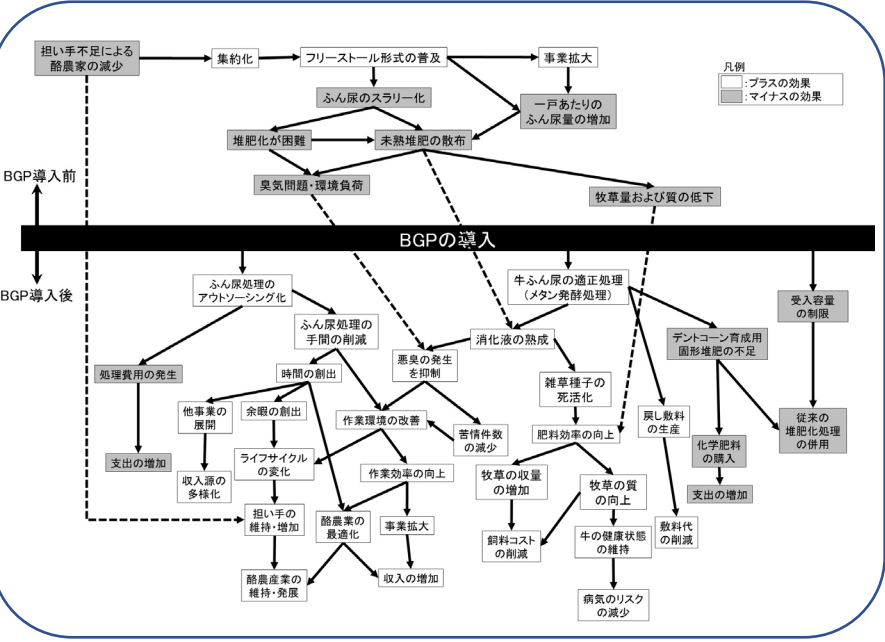 担い手不足による
酪農家の減少
集約化
フリーストール形式の普及
事業拡大
凡例
:プラスの効果
:マイナスの効果
ふん尿のスラリー化
一戸あたりの
ふん尿量の増加
堆肥化が困難
未熟堆肥の散布
BGP導入前
臭気問題・環境負荷
牧草量および質の低下
BGPの導入
BGP導入後
ふん尿処理の
アウトソーシング化
牛ふん尿の適正処理
(メタン発酵処理)
受入容量
の制限
ふん尿処理の
手間の削減
消化液の熟成
デントコーン育成用
固形堆肥の不足
処理費用の発生
時間の創出
悪臭の発生
を抑制
雑草種子の
死活化
他事業の
展開
余暇の創出
作業環境の改善
苦情件数
の減少
肥料効率の向上
戻し敷料
の生産
従来の
堆肥化処理
の併用
化学肥料
の購入
支出の増加
ライフサイクル
の変化
収入源の
多様化
作業効率の向上
牧草の収量
の増加
牧草の質
の向上
支出の増加
担い手の
維持・増加
酪農業の
最適化
事業拡大
飼料コスト
の削減
牛の健康状態
の維持
敷料代
の削減
酪農産業の
維持・発展
収入の増加
病気のリスク
の減少